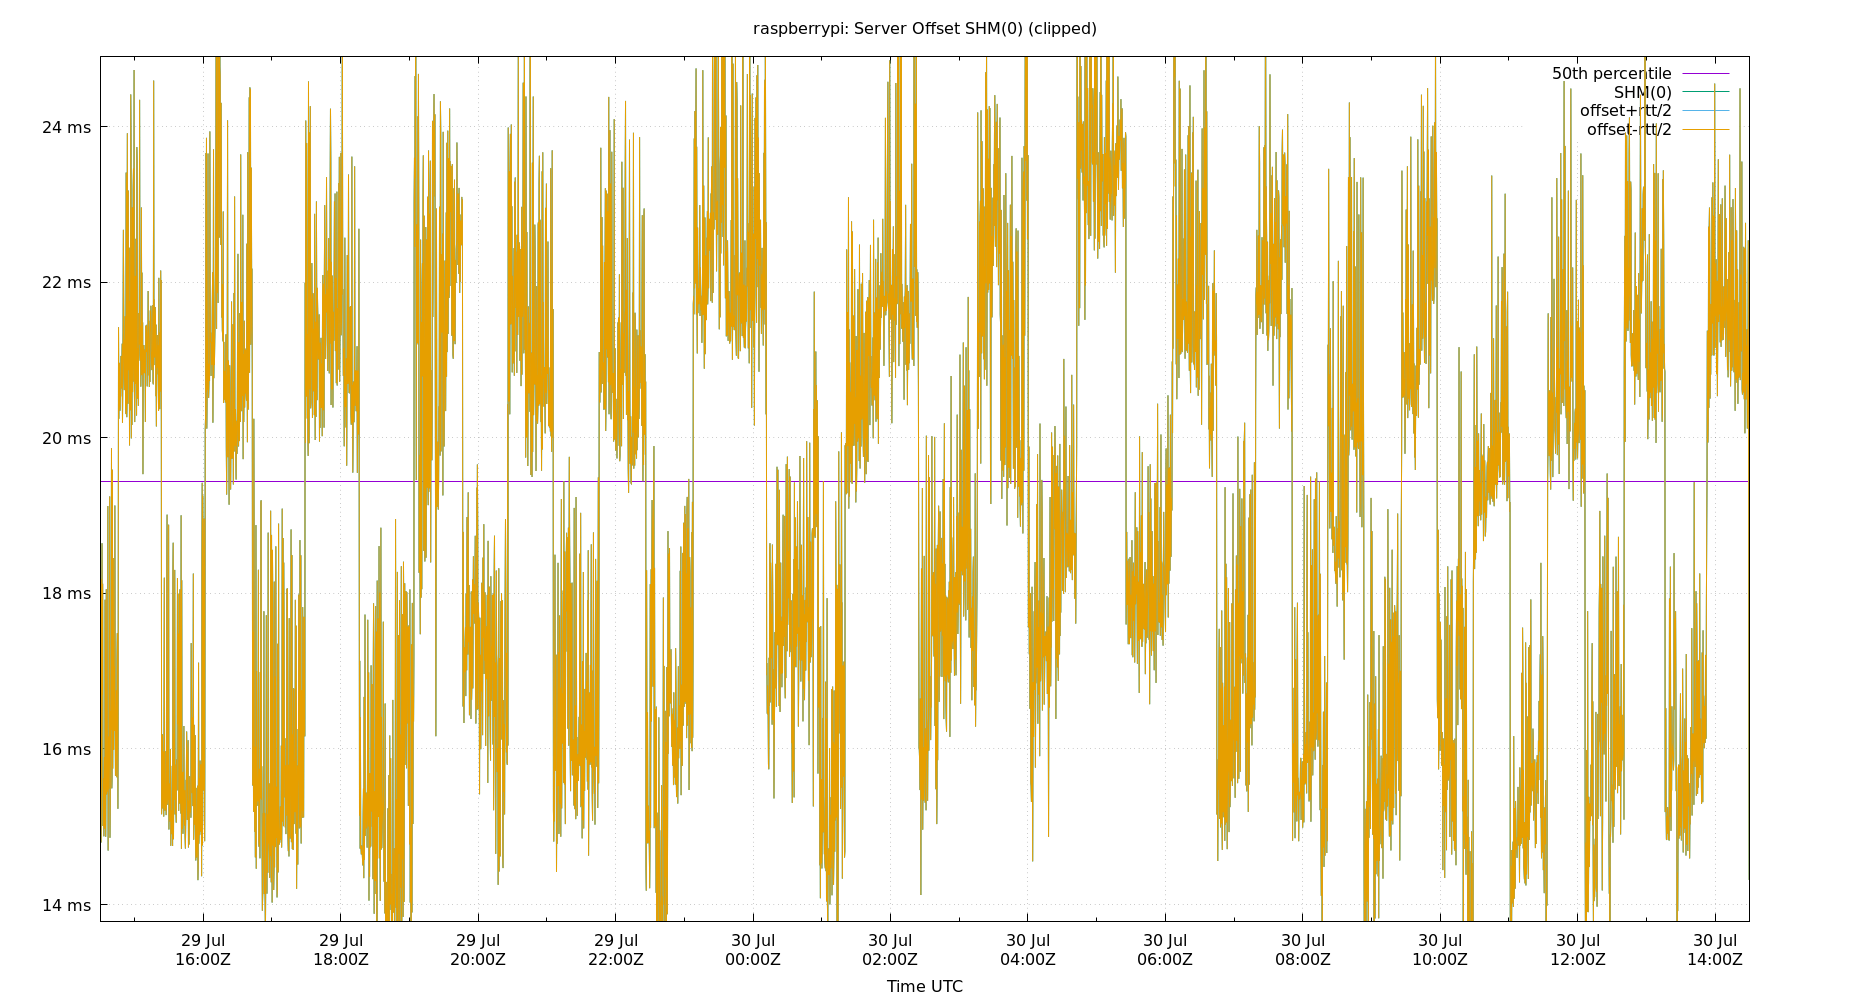 raspberrypi: Server Offset SHM(0) (clipped)
50th percentile
SHM(0)
offset+rtt/2
offset-rtt/2
24 ms
22 ms
20 ms
18 ms
16 ms
14 ms
29 Jul 29 Jul 29 Jul 29 Jul 30 Jul 30 Jul 30 Jul 30 Jul 30 Jul 30 Jul 30 Jul 30 Jul
16:00Z 18:00Z 20:00Z 22:00Z 00:00Z 02:00Z 04:00Z 06:00Z 08:00Z 10:00Z 12:00Z 14:00Z
Time UTC